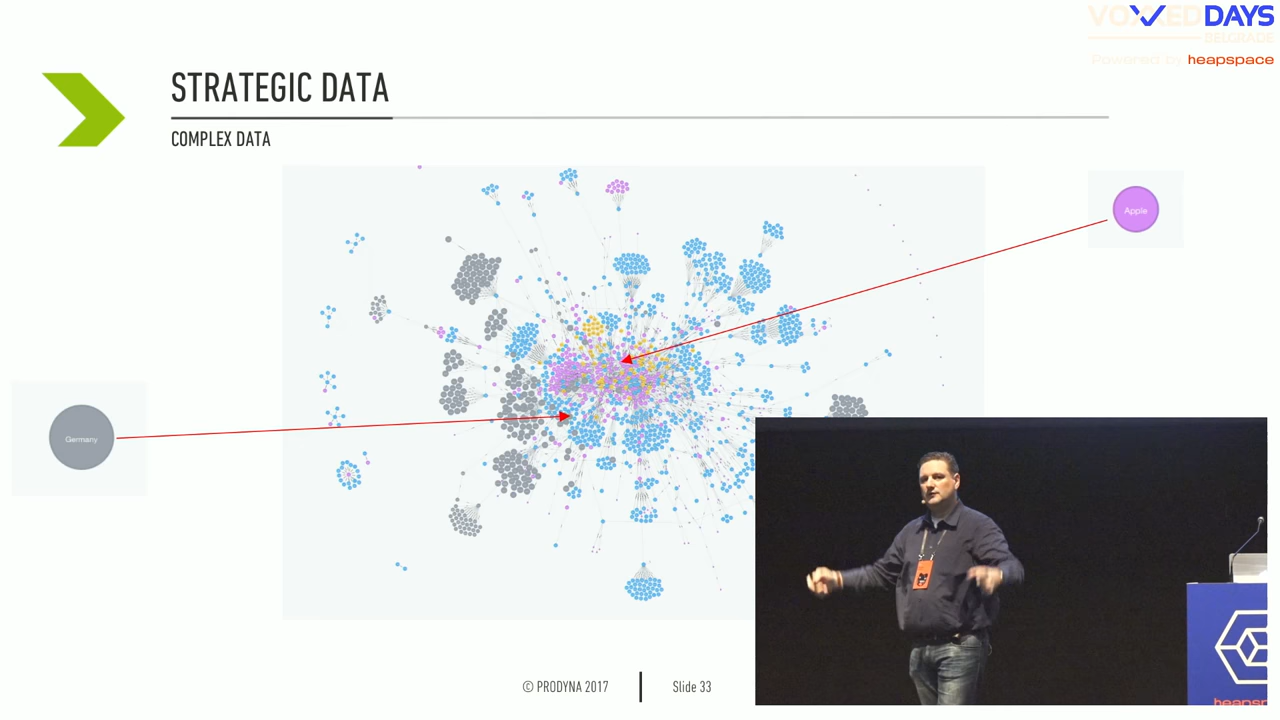 VOXXED DAYS
BELGRADE
Powered by heapspace
STRATEGIC DATA
COMPLEX DATA
Apple
Germany
© PRODYNA 2017
Slide 33